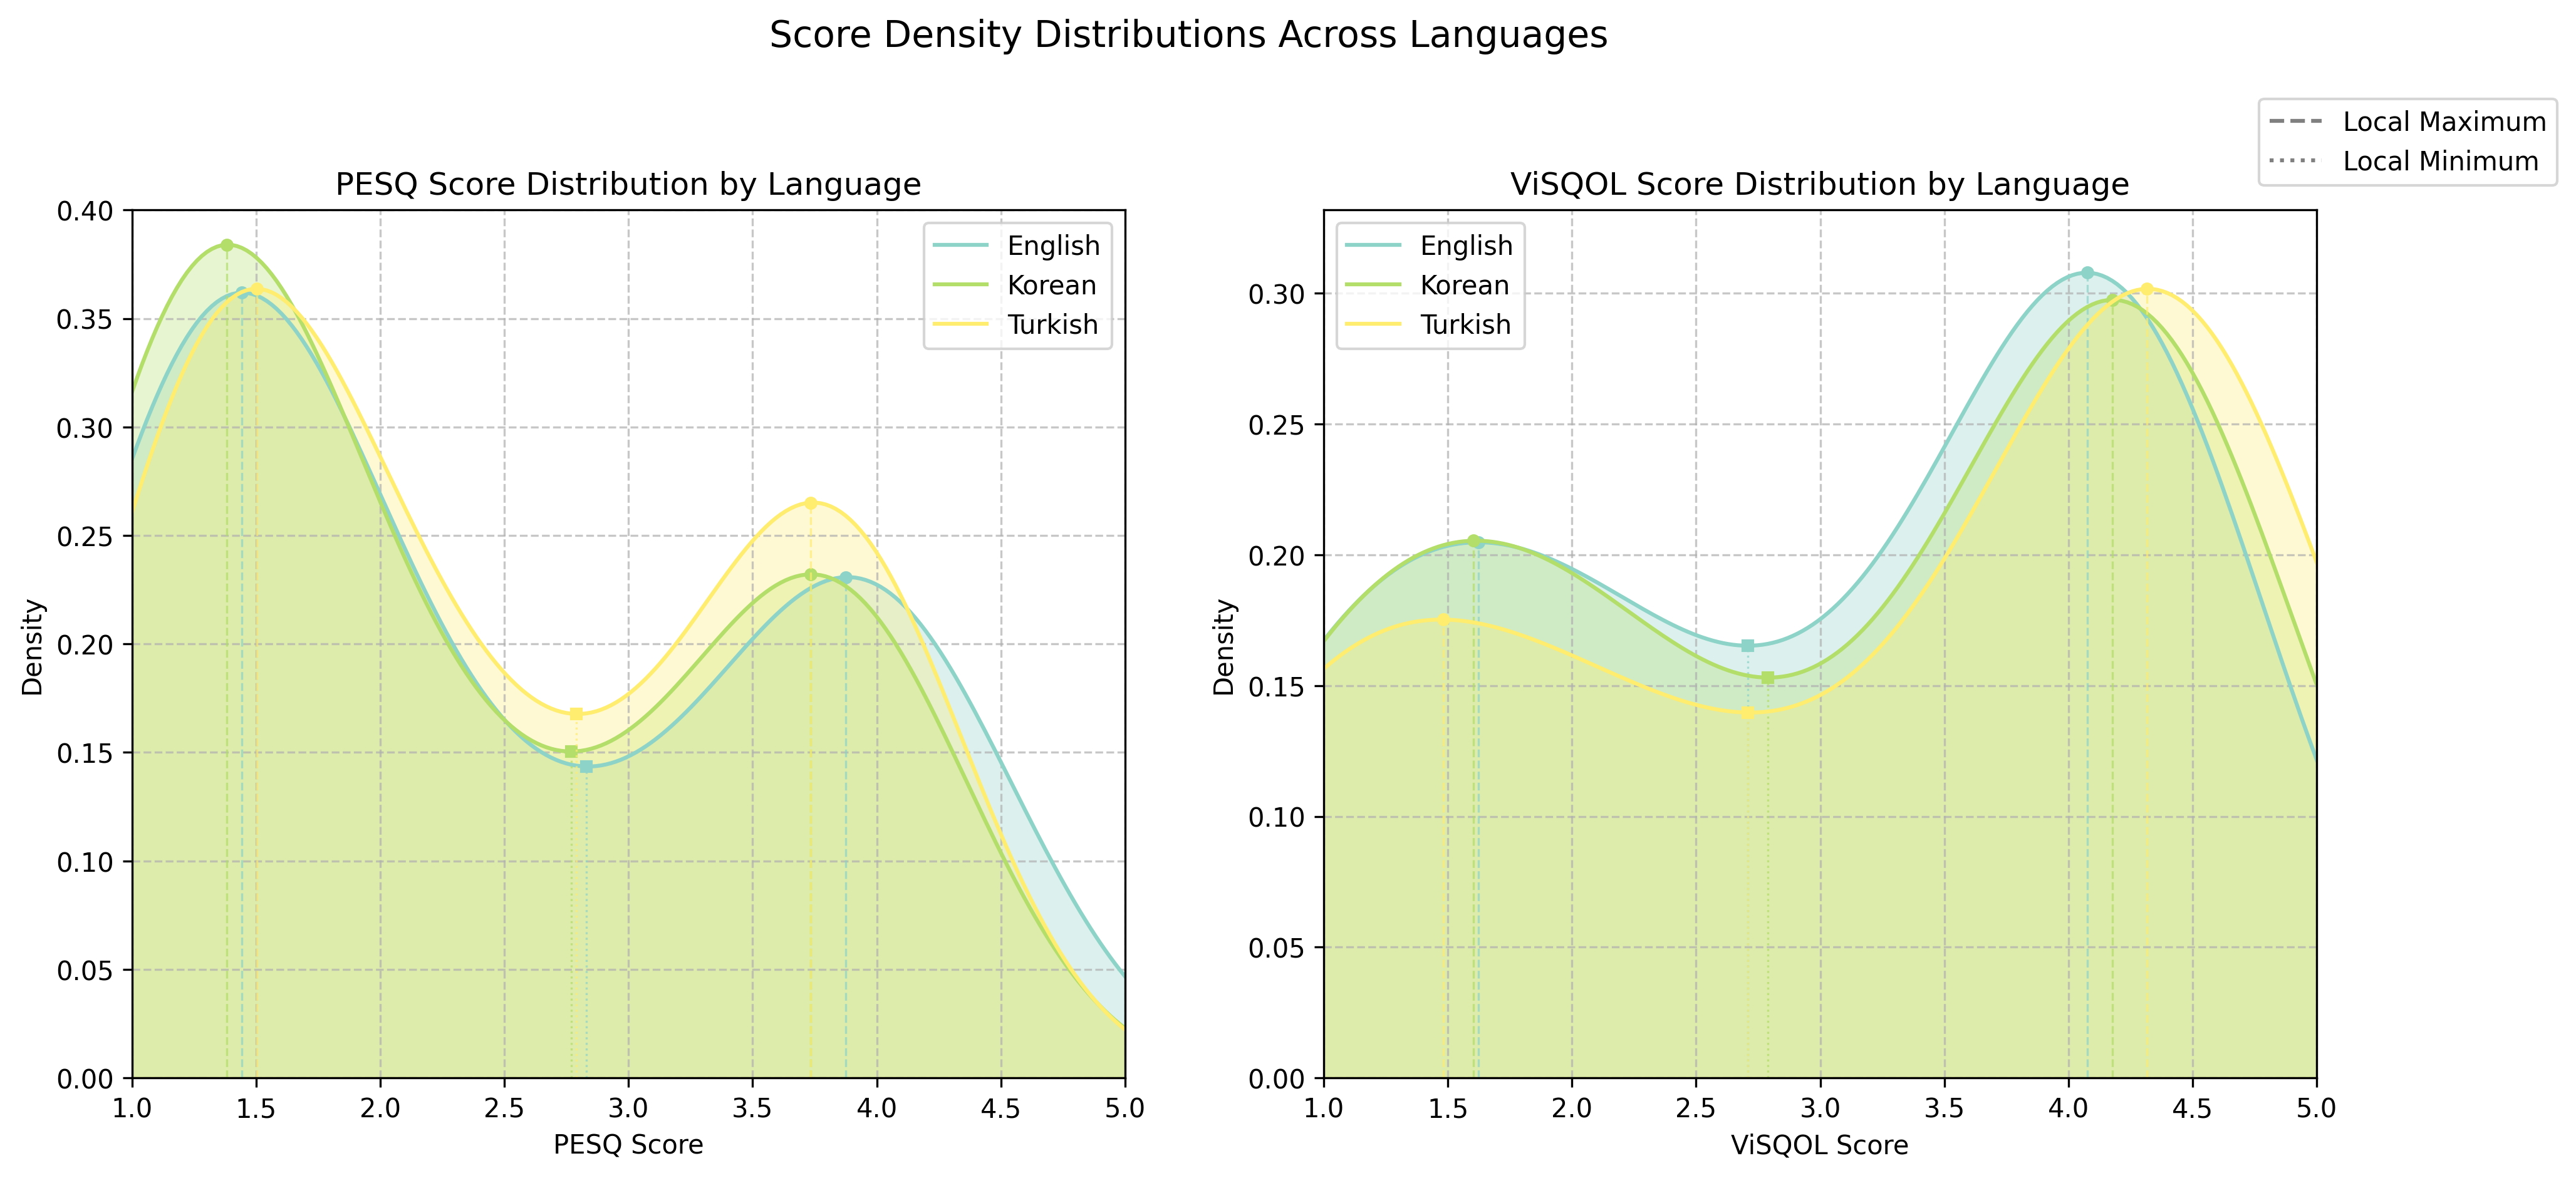 Score Density Distributions Across Languages
Local Maximum
Local Minimum
PESQ Score Distribution by Language
0.40
0.35
0.30
0.25
0.20
0.15
0.10
0.05
0.00
Density
English
Korean
Turkish
1.0 1.5 2.0 2.5 3.0 3.5 4.0 4.5 5.0
PESQ Score
ViSQOL Score Distribution by Language
0.30
0.25
0.20
0.15
0.10
0.05
0.00
Density
English
Korean
Turkish
1.0 1.5 2.0 2.5 3.0 3.5 4.0 4.5 5.0
ViSQOL Score